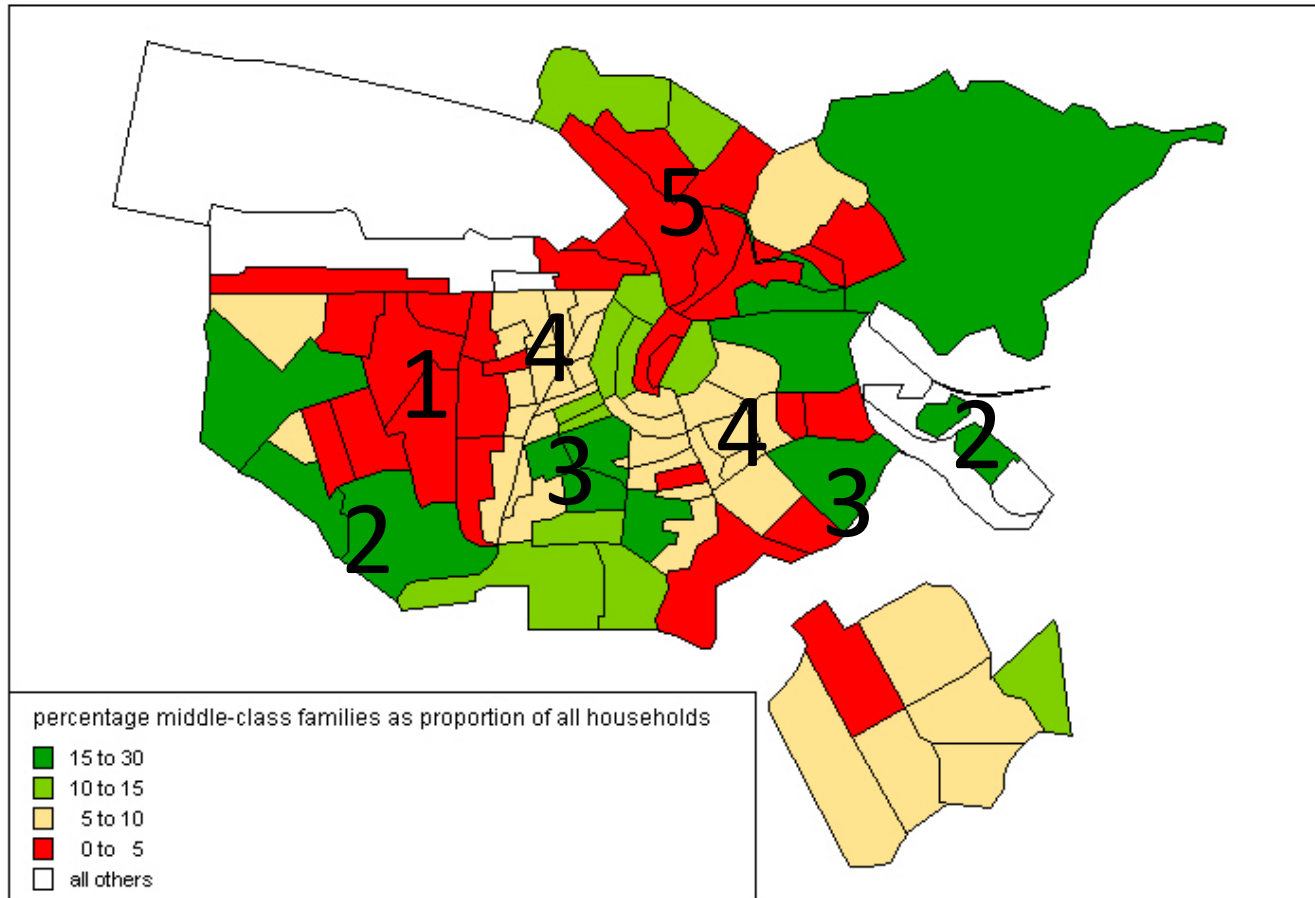 5
4
1
4
2
3
3
2
percentage middle-class families as proportion of all households
15 to 30
10 to 15
5 to 10
0 to 5
all others